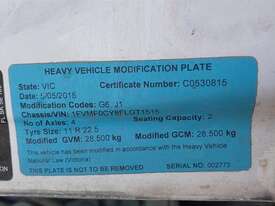 HEAVY VEHICLE MODIFICATION PLATE
State: VIC Certificate Number: C0530815
Date: 5/05/2015
Modification Codes: G6 J1
Chassis/VIN:
No of Axles: 4 Seating Capacity: 2
Tyre Size: 11 R 22.5
Modified GVM: 28.500 kg Modified GCM: 28.500 kg
This vehicle has been modified in accordance with the Heavy Vehicle
National Law (Victoria)
THIS PLATE IS NOT TO BE REMOVED SERIAL NO: 002773